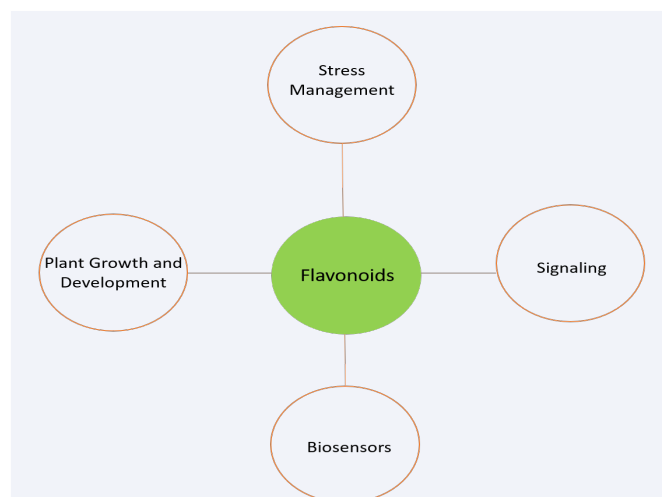 Stress
Management
Plant Growth and
Development
Flavonoids
Signaling
Biosensors